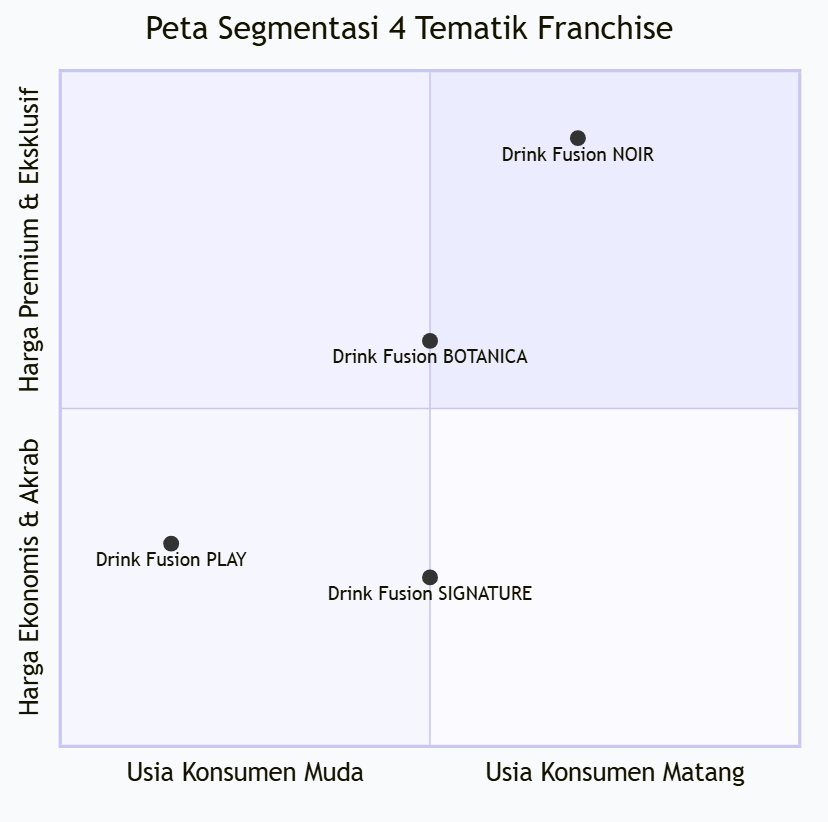 Peta Segmentasi 4 Tematik Franchise
Harga Premium & Eksklusif
Drink Fusion NOIR
Drink Fusion BOTANICA
Harga Ekonomis & Akrab
Drink Fusion PLAY
Drink Fusion SIGNATURE
Usia Konsumen Muda
Usia Konsumen Matang